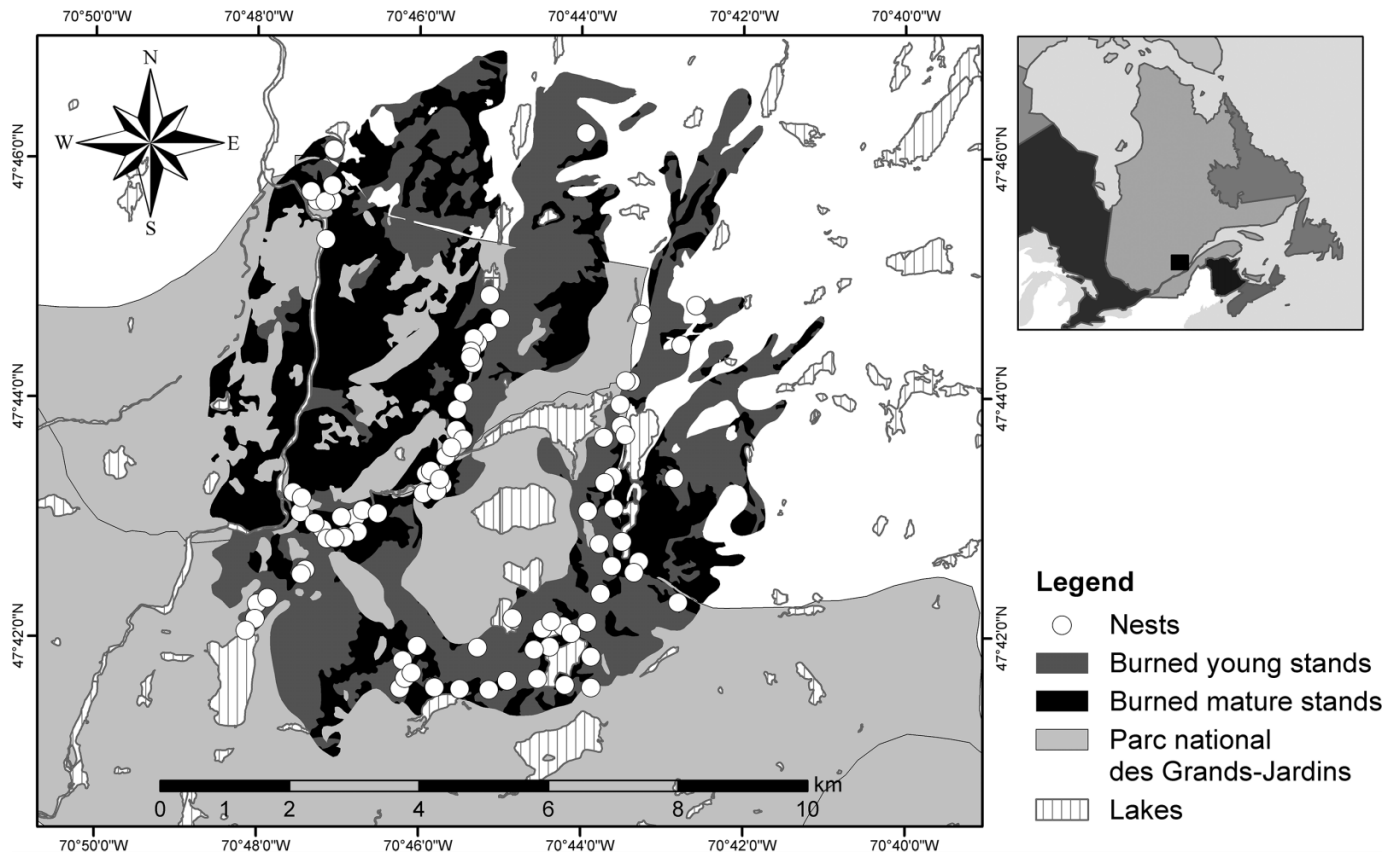 70°50'0"W 70°48'0"W 70°46'0"W 70°44'0"W 70°42'0"W 70°40'0"W
N
W E
S
47°46'0"N 47°46'0"N
47°44'0"N 47°44'0"N
47°42'0"N 47°42'0"N
Legend
Nests
Burned young stands
Burned mature stands
Parc national
des Grands-Jardins
Lakes
km
0 1 2 4 6 8 10
70°50'0"W 70°48'0"W 70°46'0"W 70°44'0"W 70°42'0"W 70°40'0"W